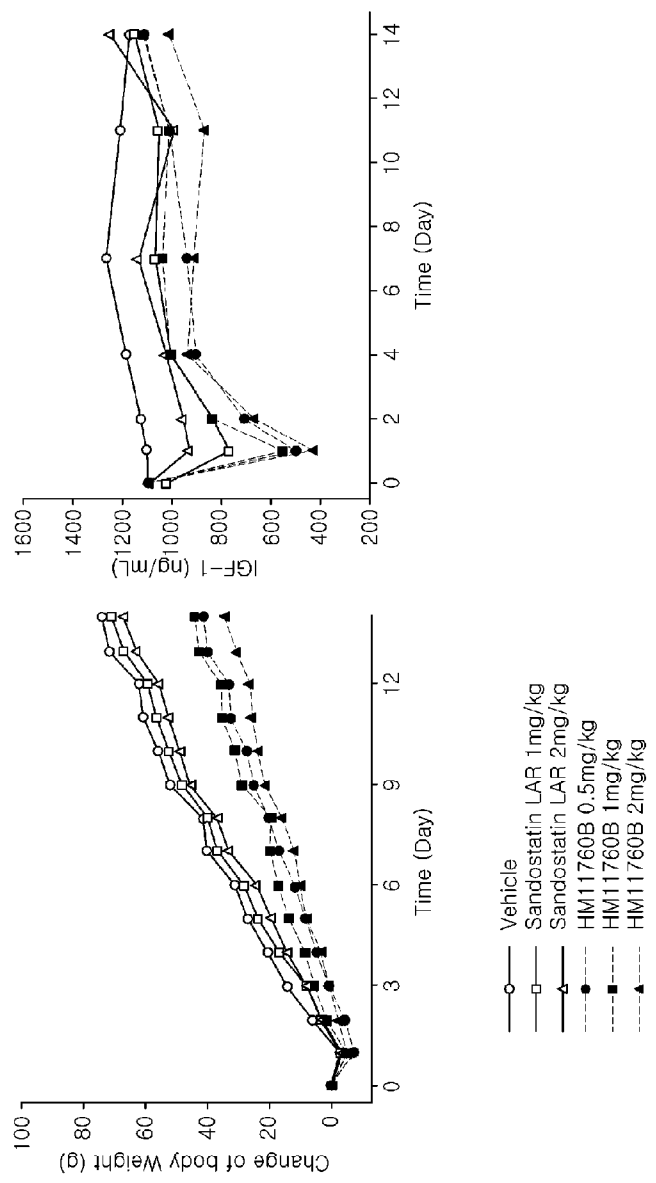 Change of body Weight (g)
100
80
60
40
20
0
0
3
6
9
12
Time (Day)
IGF-1 (ng/mL)
1600
1400
1200
1000
800
600
400
200
0
2
4
6
8
10
12
14
Time (Day)
Vehicle
Sandostatin LAR 1mg/kg
Sandostatin LAR 2mg/kg
HM11760B 0.5mg/kg
HM11760B 1mg/kg
HM11760B 2mg/kg